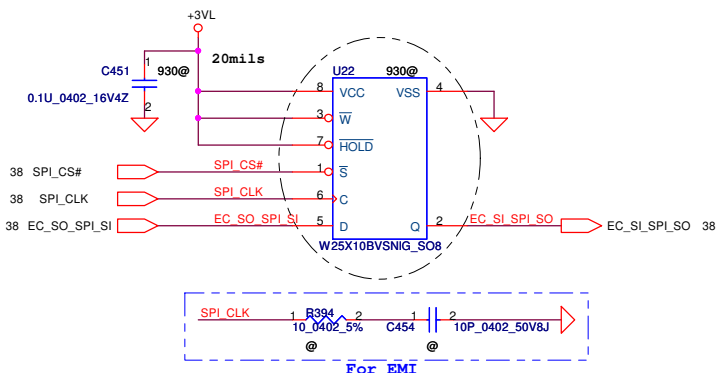 +3VL
20mils
1
C451 930@
2
0.1U_0402_16V4Z
U22 930@
8 VCC VSS 4
3 W
7 HOLD
38 SPI_CS# SPI_CS# 1 S
38 SPI_CLK SPI_CLK 6 C
38 EC_SO_SPI_SI EC_SO_SPI_SI 5 D Q 2 EC_SI_SPI_SO EC_SI_SPI_SO 38
W25X10BVSNIG_SO8
SPI_CLK 1 R394 2 1 2
10_0402_5% C454 10P_0402_50V8J
@ @
For EMI